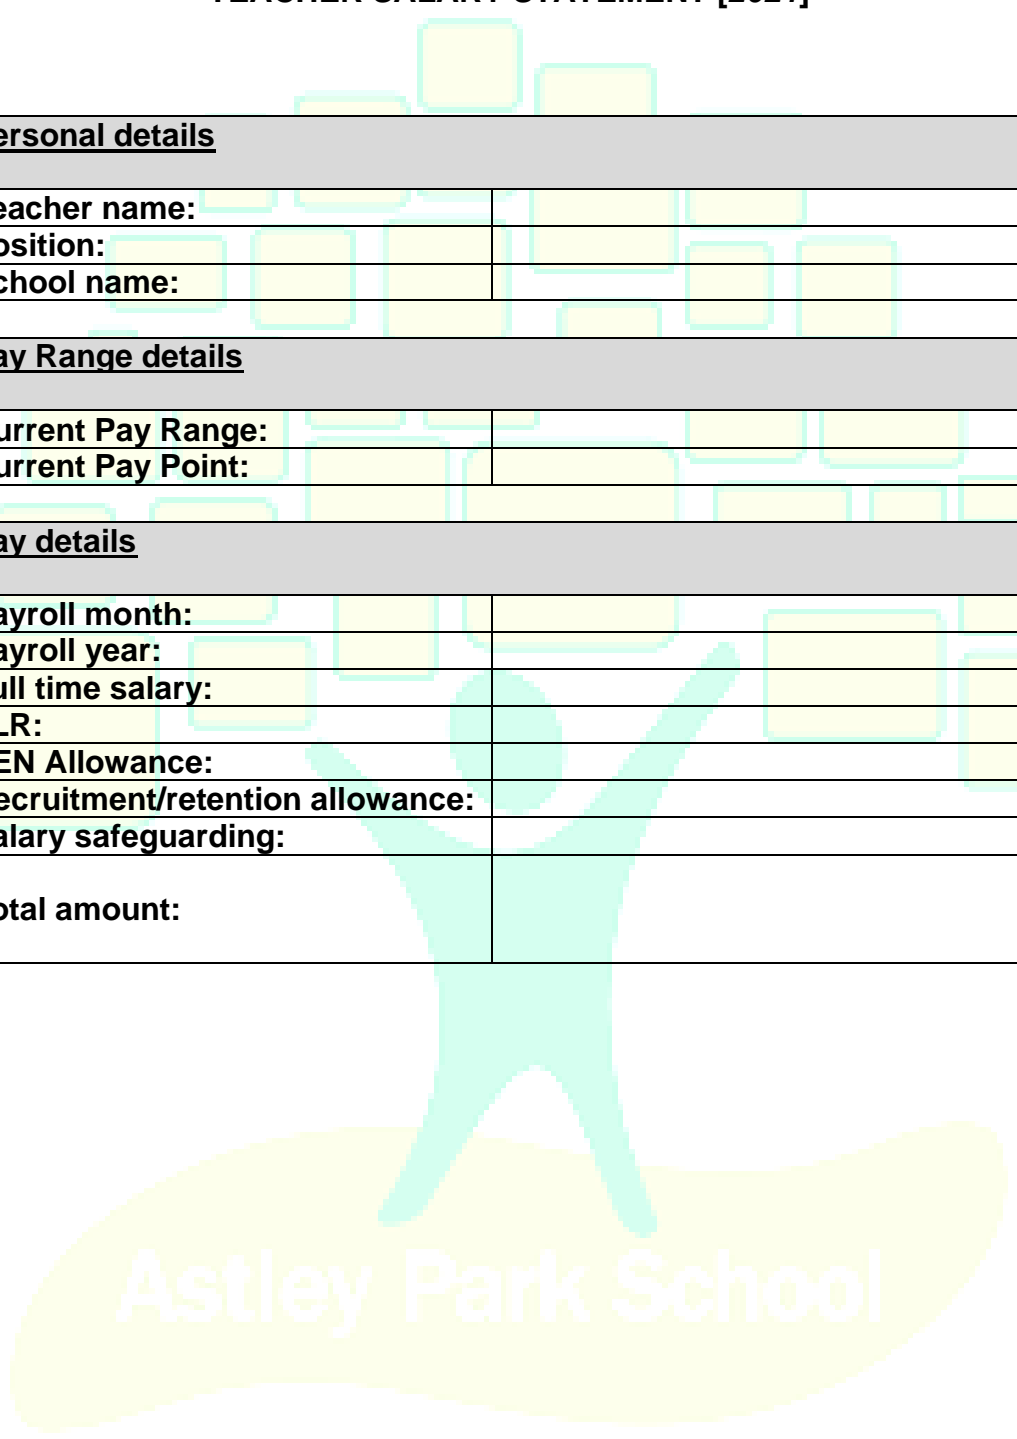 TEACHER SALARY STATEMENT [2021]
ersonal details
eacher name:
osition:
chool name:
ay Range details
urrent Pay Range:
urrent Pay Point:
ay details
ayroll month:
ayroll year:
ull time salary:
LR:
EN Allowance:
ecruitment/retention allowance:
alary safeguarding:
otal amount:
Astley Park School